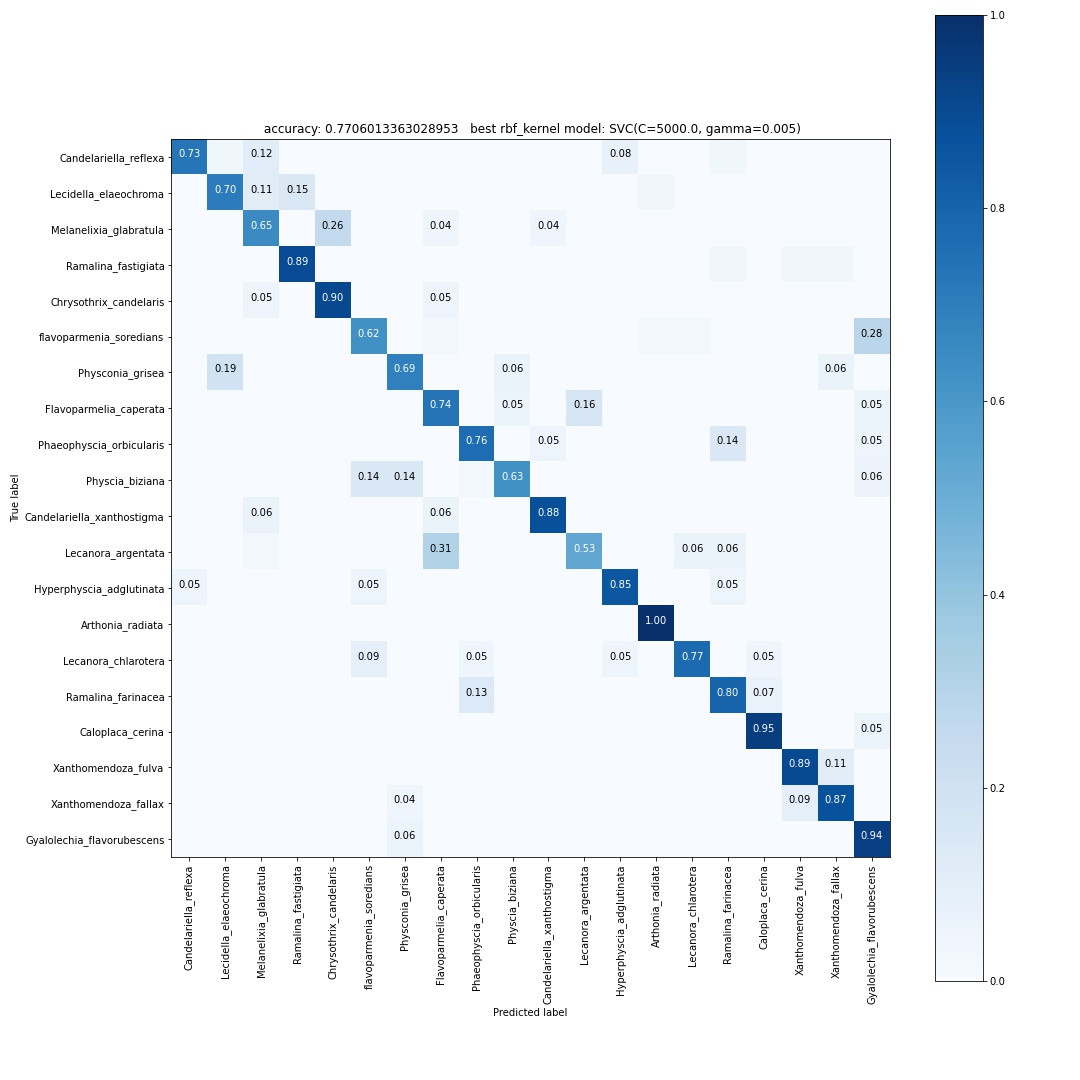 accuracy: 0.7706013363028953   best rbf_kernel model: SVC(C=5000.0, gamma=0.005)
Candelariella_reflexa 0.73 0.12 0.08
Lecidella_elaeochroma 0.70 0.11 0.15
Melanelixia_glabratula 0.65 0.26 0.04 0.04
Ramalina_fastigiata 0.89
Chrysothrix_candelaris 0.05 0.90 0.05
flavoparmenia_soredians 0.62 0.28
Physconia_grisea 0.19 0.69 0.06 0.06
Flavoparmelia_caperata 0.74 0.05 0.16 0.05
Phaeophyscia_orbicularis 0.76 0.05 0.14 0.05
Physcia_biziana 0.14 0.14 0.63 0.06
Candelariella_xanthostigma 0.06 0.06 0.88
Lecanora_argentata 0.31 0.53 0.06 0.06
Hyperphyscia_adglutinata 0.05 0.05 0.85 0.05
Arthonia_radiata 1.00
Lecanora_chlarotera 0.09 0.05 0.05 0.77 0.05
Ramalina_farinacea 0.13 0.80 0.07
Caloplaca_cerina 0.95 0.05
Xanthomendoza_fulva 0.89 0.11
Xanthomendoza_fallax 0.04 0.09 0.87
Gyalolechia_flavorubescens 0.06 0.94
True label
Candelariella_reflexa
Lecidella_elaeochroma
Melanelixia_glabratula
Ramalina_fastigiata
Chrysothrix_candelaris
flavoparmenia_soredians
Physconia_grisea
Flavoparmelia_caperata
Phaeophyscia_orbicularis
Physcia_biziana
Candelariella_xanthostigma
Lecanora_argentata
Hyperphyscia_adglutinata
Arthonia_radiata
Lecanora_chlarotera
Ramalina_farinacea
Caloplaca_cerina
Xanthomendoza_fulva
Xanthomendoza_fallax
Gyalolechia_flavorubescens
Predicted label
1.0
0.8
0.6
0.4
0.2
0.0